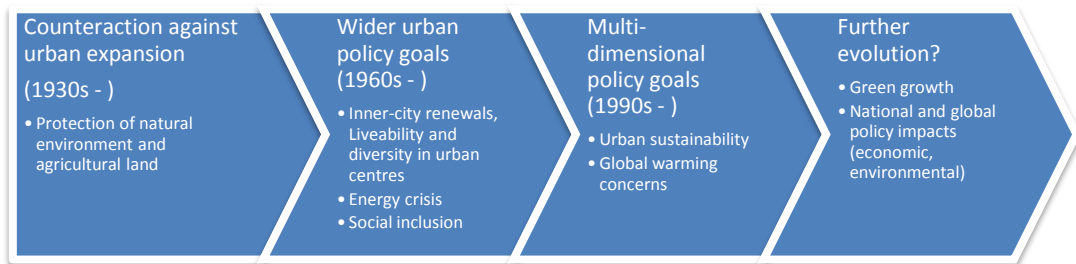 Counteraction against
urban expansion
(1930s - )
• Protection of natural
environment and
agricultural land
Wider urban
policy goals
(1960s - )
• Inner-city renewals,
Liveability and
diversity in urban
centres
• Energy crisis
• Social inclusion
Multi-
dimensional
policy goals
(1990s - )
• Urban sustainability
• Global warming
concerns
Further
evolution?
• Green growth
• National and global
policy impacts
(economic,
environmental)